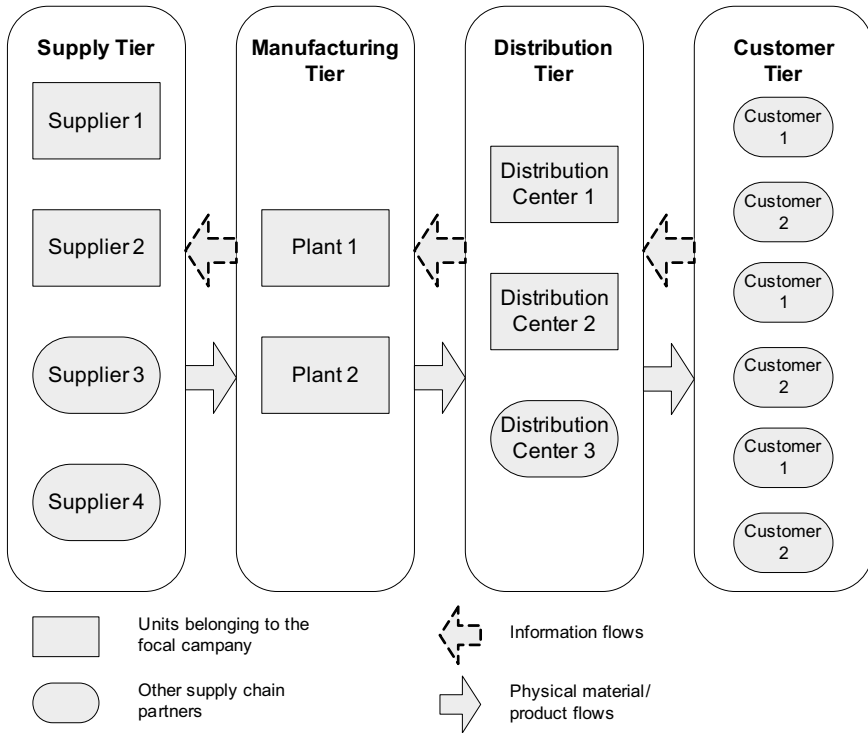 Supply Tier
Supplier 1
Supplier 2
Supplier 3
Supplier 4
Manufacturing
Tier
Plant 1
Plant 2
Distribution
Tier
Distribution
Center 1
Distribution
Center 2
Distribution
Center 3
Customer
Tier
Customer
1
Customer
2
Customer
1
Customer
2
Customer
1
Customer
2
Units belonging to the
focal campany
Other supply chain
partners
Information flows
Physical material/
product flows